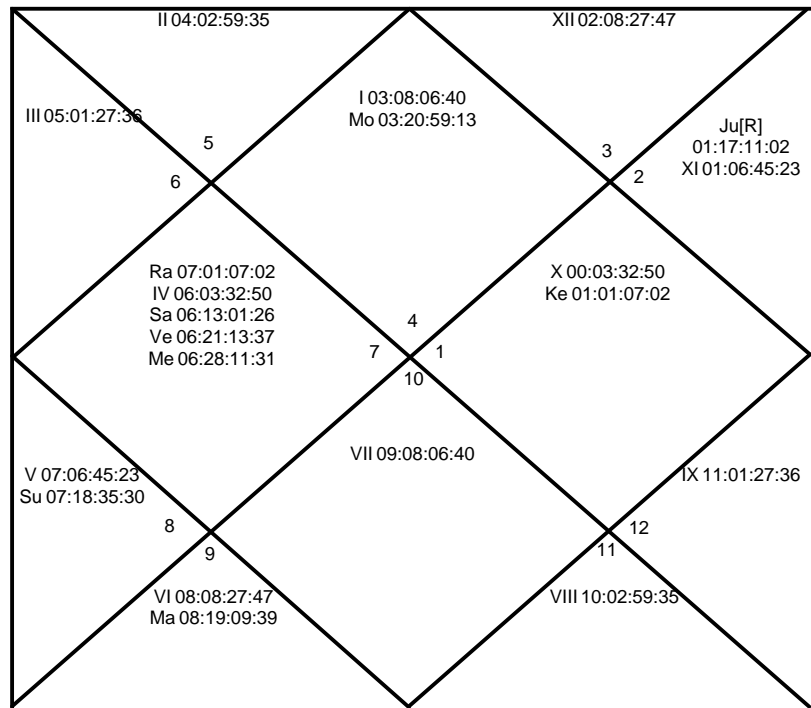 II 04:02:59:35
XII 02:08:27:47
I 03:08:06:40
Mo 03:20:59:13
III 05:01:27:36
Ju[R]
01:17:11:02
XI 01:06:45:23
5
3
6
2
Ra 07:01:07:02
IV 06:03:32:50
Sa 06:13:01:26
Ve 06:21:13:37
Me 06:28:11:31
X 00:03:32:50
Ke 01:01:07:02
4
7
1
10
VII 09:08:06:40
V 07:06:45:23
Su 07:18:35:30
IX 11:01:27:36
8
12
9
11
VI 08:08:27:47
Ma 08:19:09:39
VIII 10:02:59:35